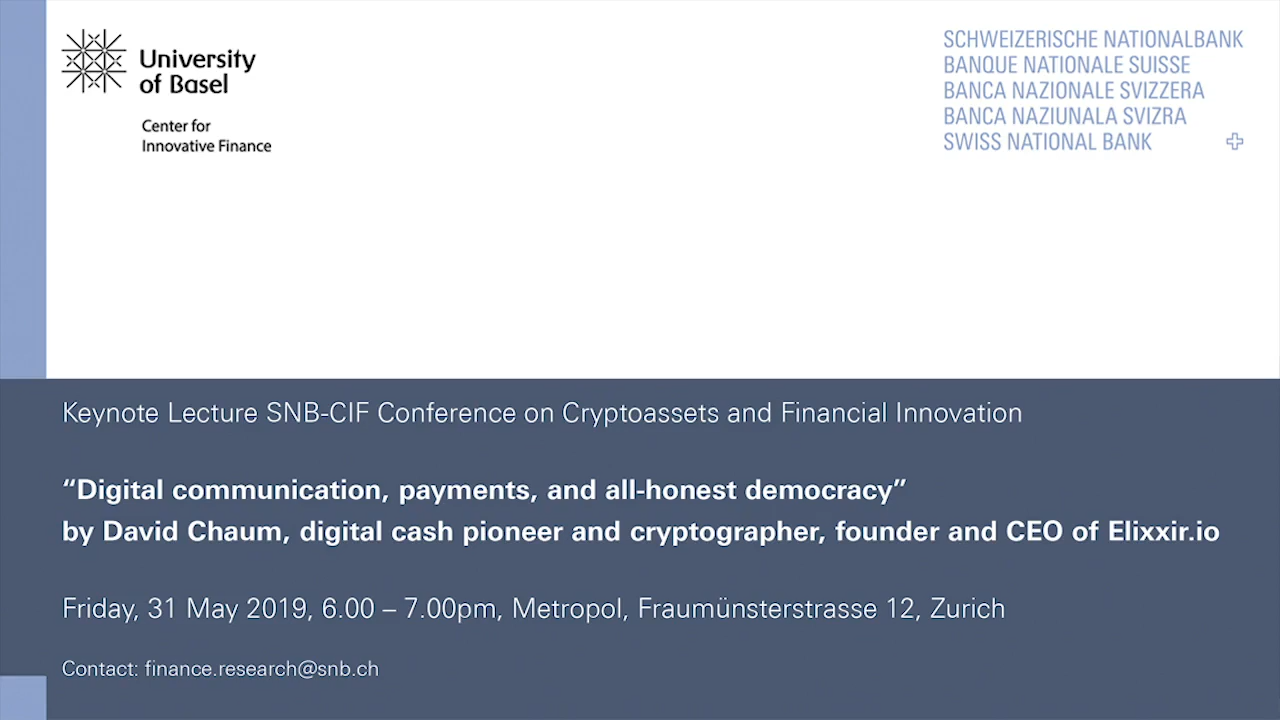 University
of Basel
Center for
Innovative Finance
SCHWEIZERISCHE NATIONALBANK
BANQUE NATIONALE SUISSE
BANCA NAZIONALE SVIZZERA
BANCA NAZIUNALA SVIZRA
SWISS NATIONAL BANK
Keynote Lecture SNB-CIF Conference on Cryptoassets and Financial Innovation
“Digital communication, payments, and all-honest democracy”
by David Chaum, digital cash pioneer and cryptographer, founder and CEO of Elixxir.io
Friday, 31 May 2019, 6.00 – 7.00pm, Metropol, Fraumünsterstrasse 12, Zurich
Contact: finance.research@snb.ch